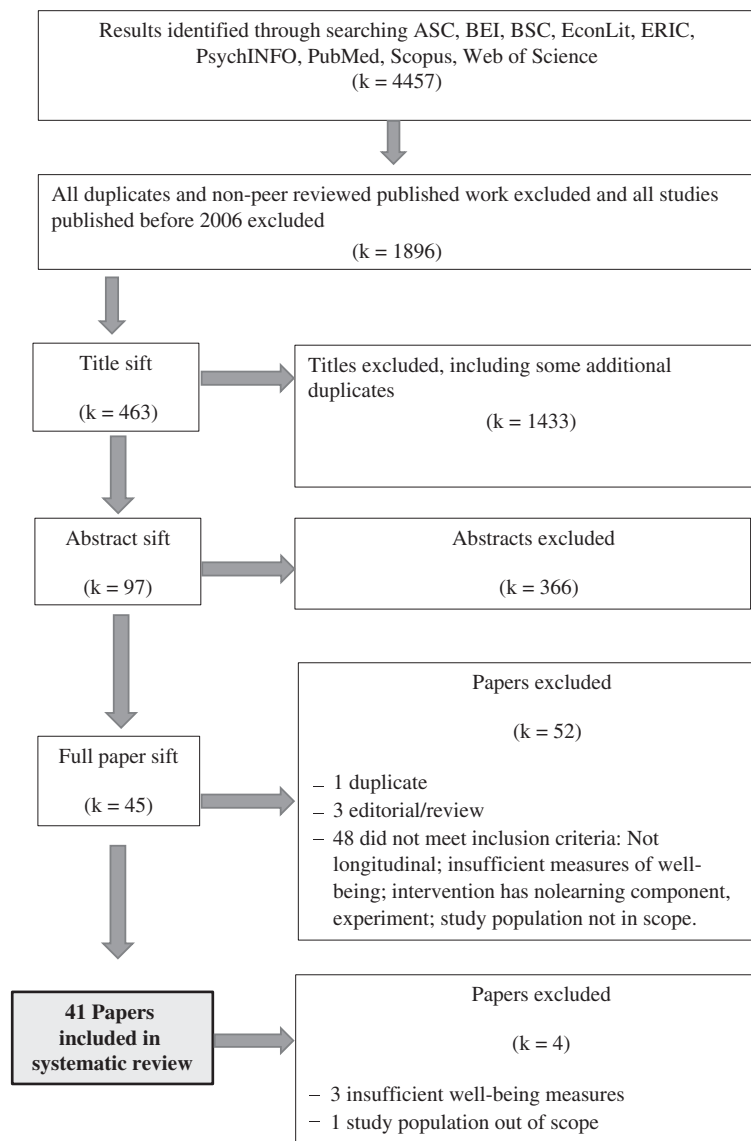 Results identified through searching ASC, BEI, BSC, EconLit, ERIC,
PsychINFO, PubMed, Scopus, Web of Science
(k = 4457)
All duplicates and non-peer reviewed published work excluded and all studies
published before 2006 excluded
(k = 1896)
Title sift
(k = 463)
Titles excluded, including some additional
duplicates
(k = 1433)
Abstract sift
(k = 97)
Abstracts excluded
(k = 366)
Full paper sift
(k = 45)
Papers excluded
(k = 52)
– 1 duplicate
– 3 editorial/review
– 48 did not meet inclusion criteria: Not
longitudinal; insufficient measures of well-
being; intervention has nolearning component,
experiment; study population not in scope.
41 Papers
included in
systematic review
Papers excluded
(k = 4)
– 3 insufficient well-being measures
– 1 study population out of scope